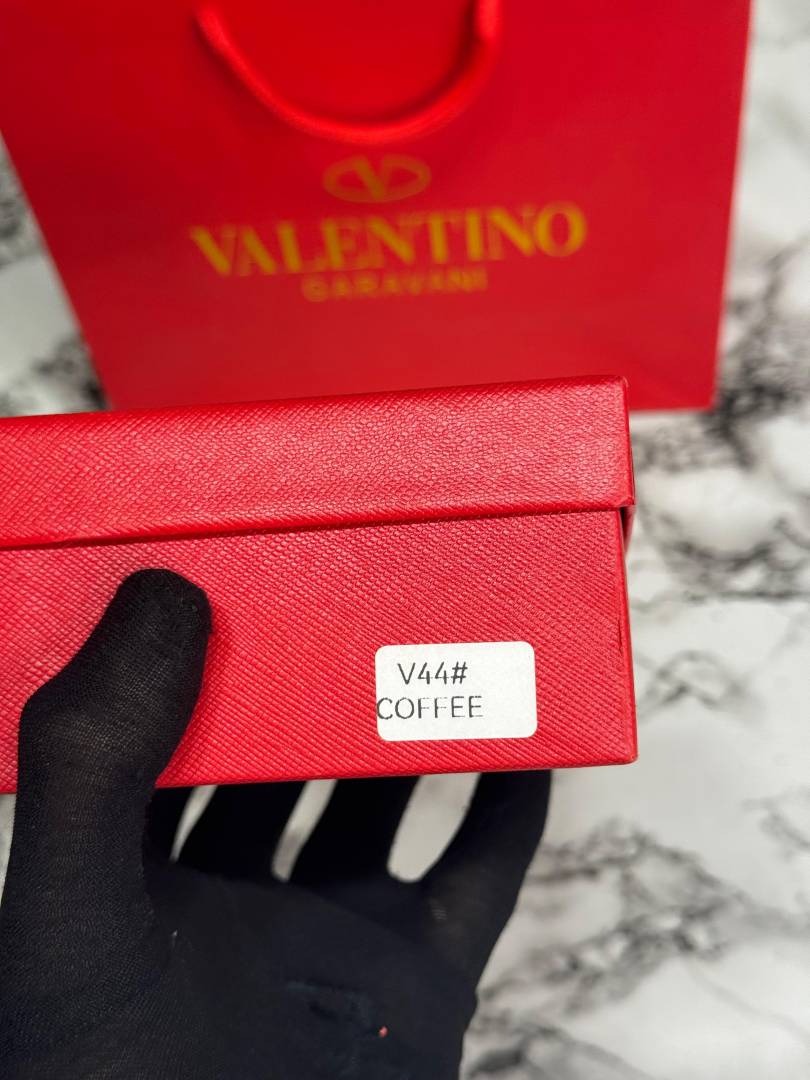 V
VALENTINO
GARAVANI
V44#
COFFEE